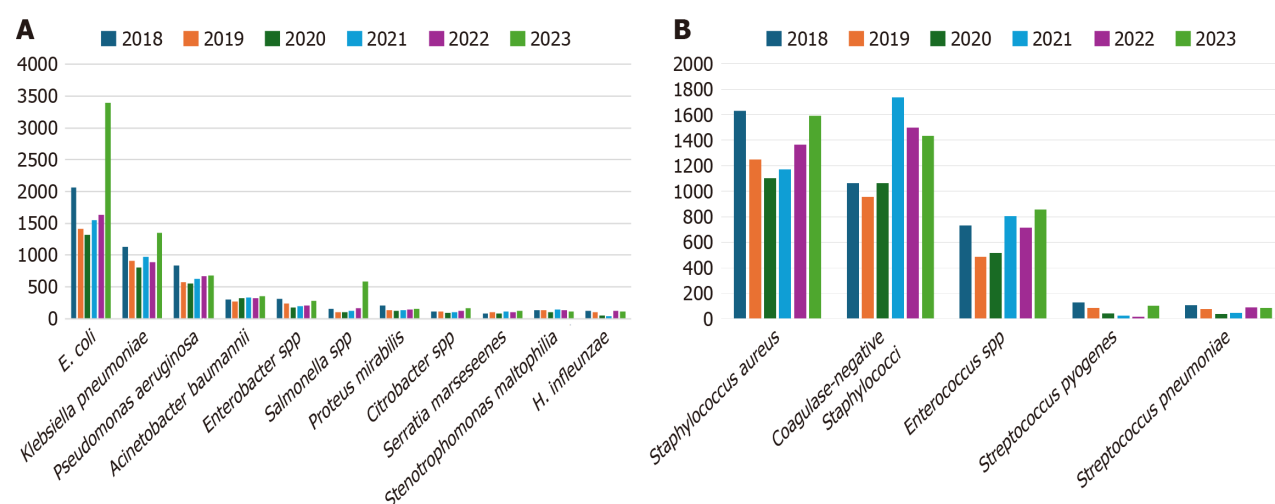 A
2018 2019 2020 2021 2022 2023
4000
3500
3000
2500
2000
1500
1000
500
0
E. coli
Klebsiella pneumoniae
Pseudomonas aeruginosa
Acinetobacter baumannii
Enterobacter spp
Salmonella spp
Proteus mirabilis
Citrobacter spp
Serratia marseseenes
Stenotrophomonas maltophilia
H. infleunzae
B
2018 2019 2020 2021 2022 2023
2000
1800
1600
1400
1200
1000
800
600
400
200
0
Staphylococcus aureus
Coagulase-negative
Staphylococci
Enterococcus spp
Streptococcus pyogenes
Streptococcus pneumoniae